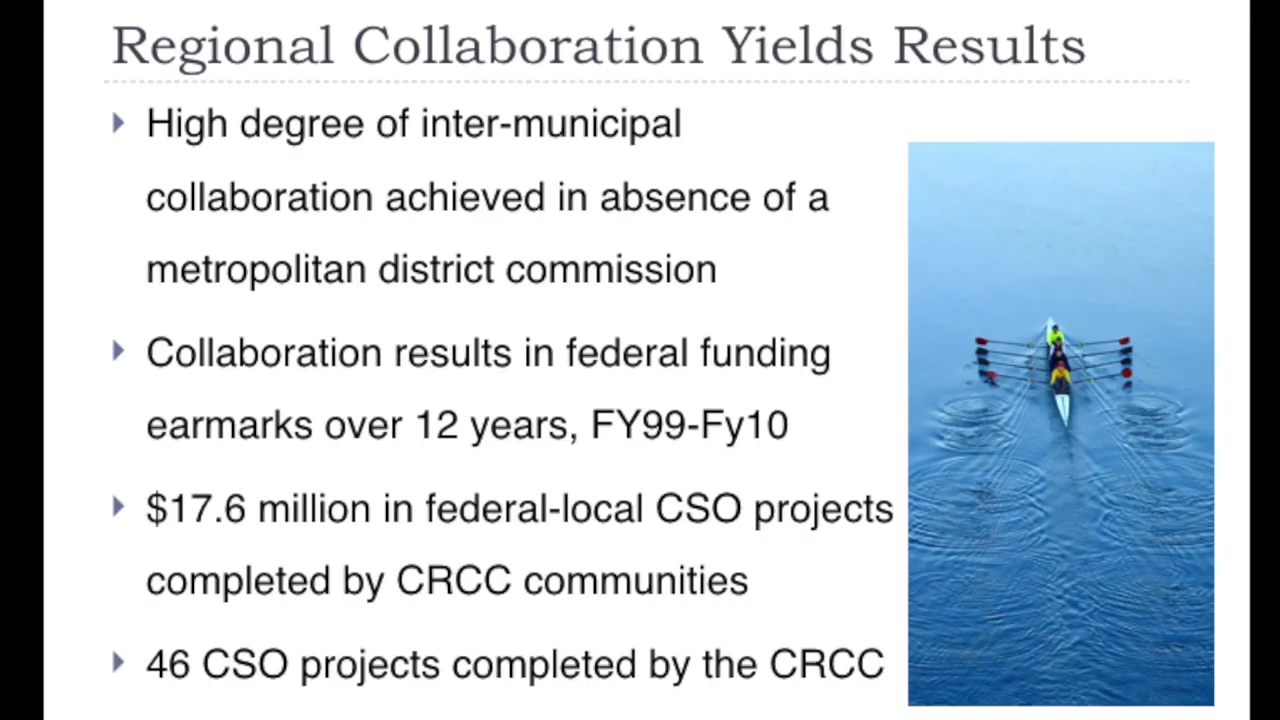 Regional Collaboration Yields Results
High degree of inter-municipal
collaboration achieved in absence of a
metropolitan district commission
Collaboration results in federal funding
earmarks over 12 years, FY99-Fy10
$17.6 million in federal-local CSO projects
completed by CRCC communities
46 CSO projects completed by the CRCC